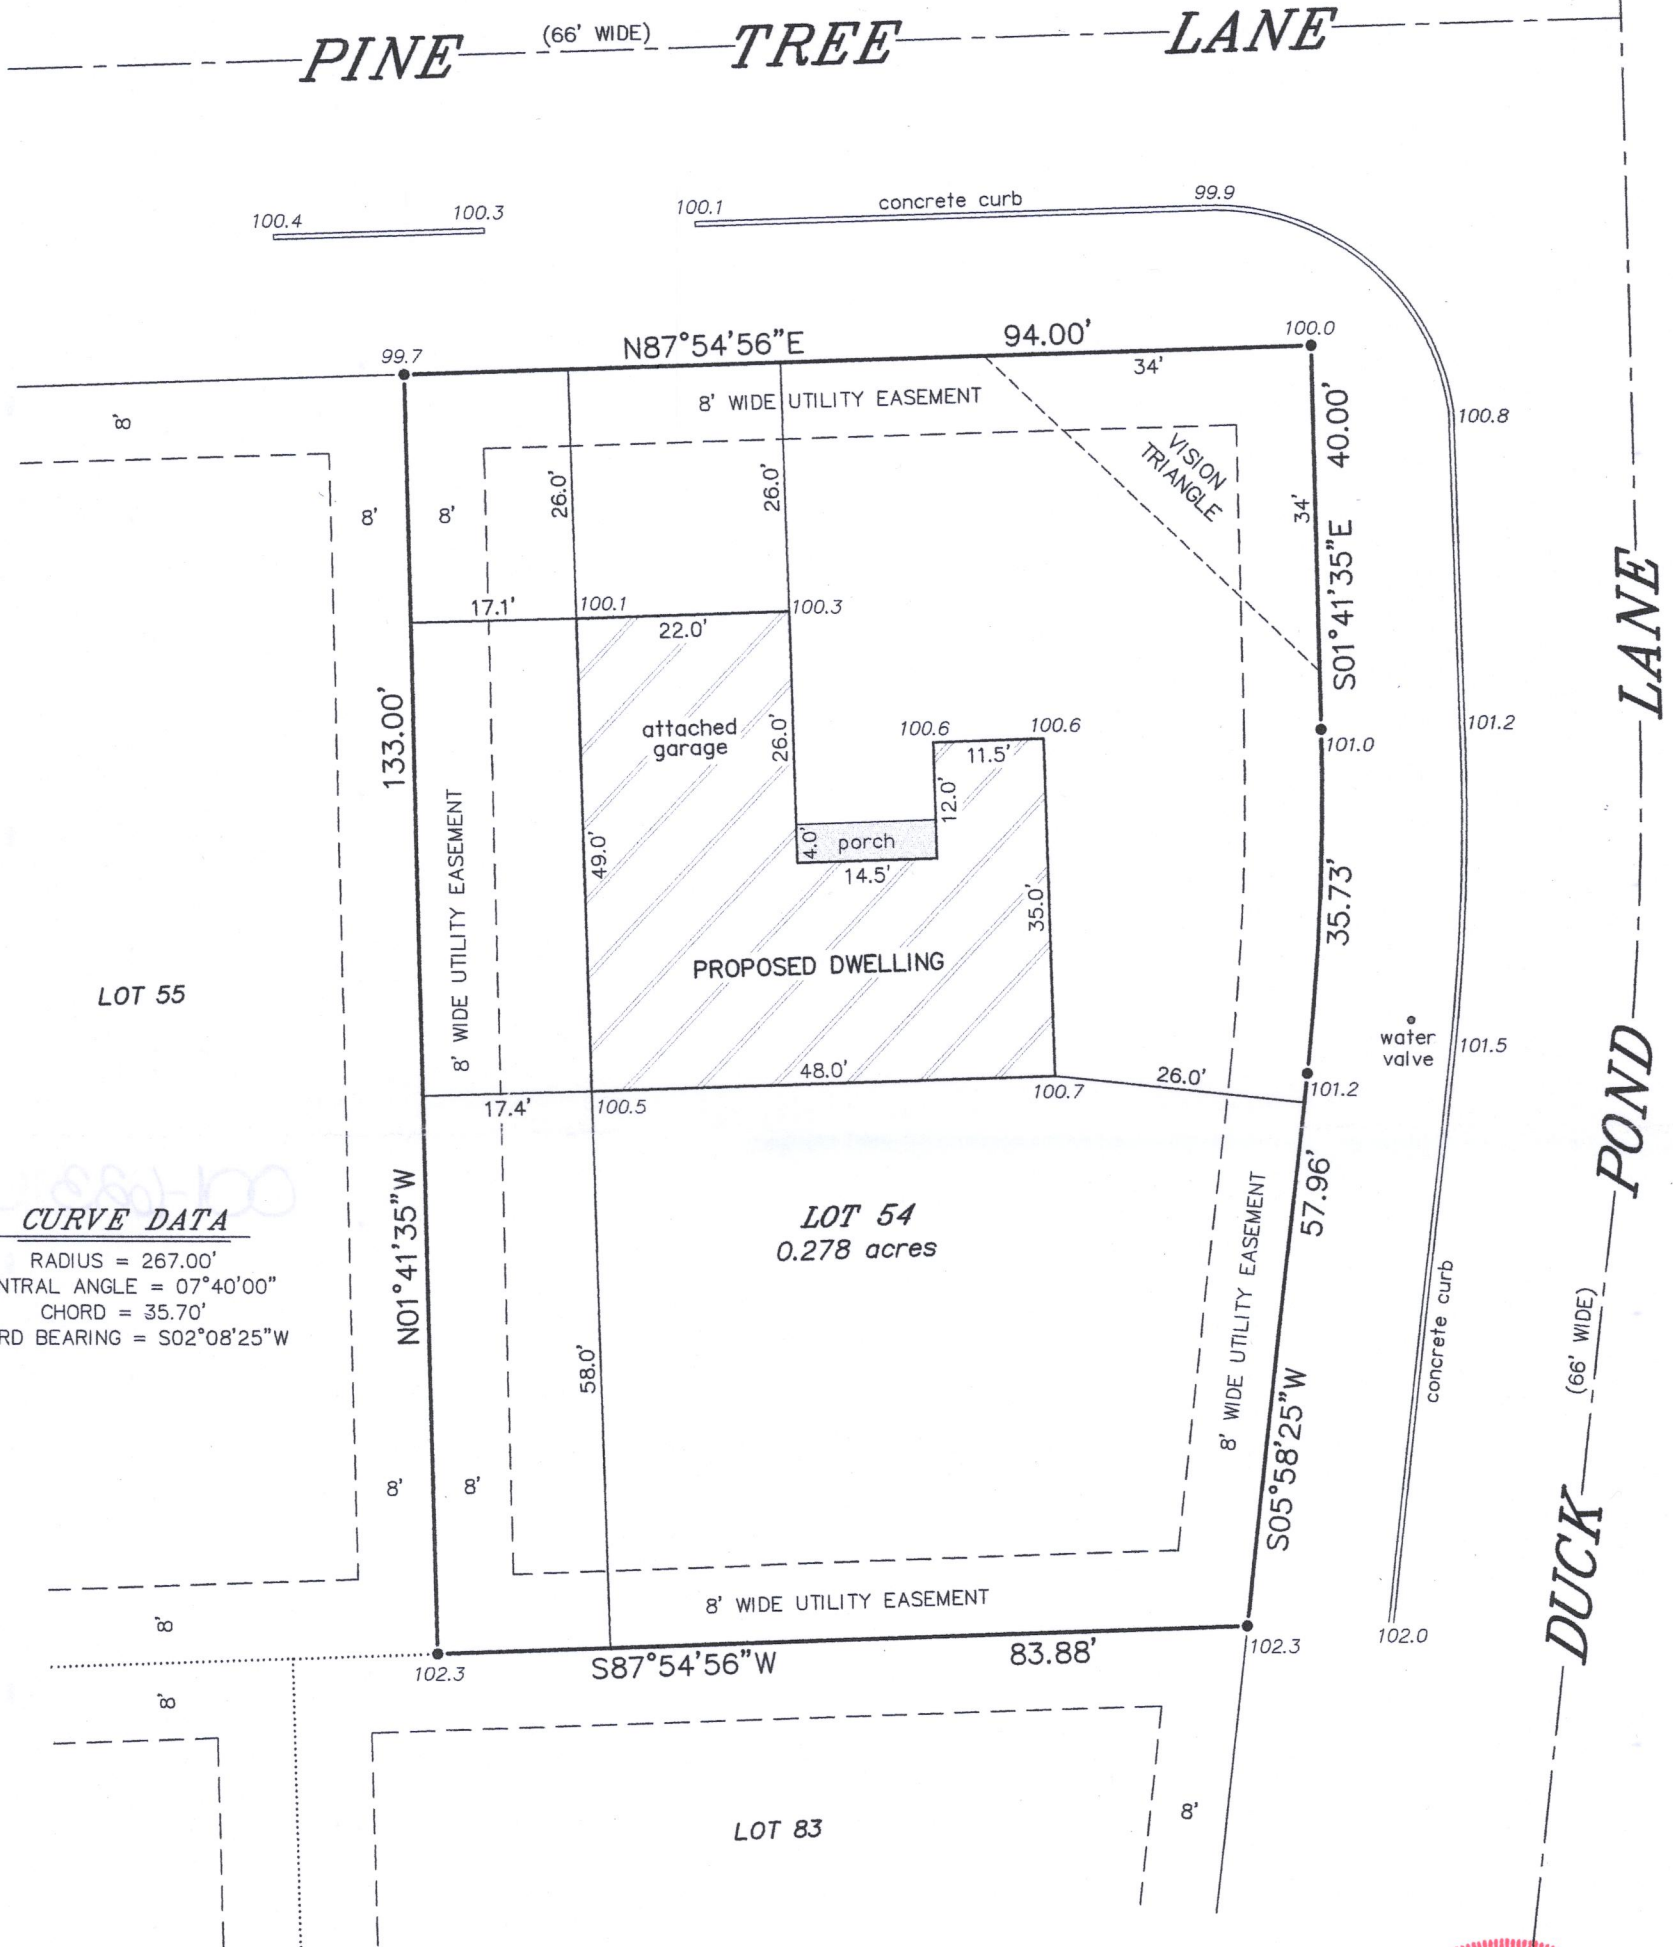 PINE (66' WIDE) TREE LANE
100.4
100.3
100.1
concrete curb
99.9
99.7
N87°54'56"E
94.00'
34'
100.0
8'
8' WIDE UTILITY EASEMENT
VISION
TRIANGLE
40.00'
34'
S01°41'35"E
100.8
8'
8'
26.0'
26.0'
17.1'
100.1
22.0'
100.3
133.00'
attached
garage
26.0'
100.6
100.6
11.5'
12.0'
4.0'
porch
14.5'
101.0
101.2
49.0'
35.0'
35.73'
8' WIDE UTILITY EASEMENT
PROPOSED DWELLING
LOT 55
48.0'
17.4'
100.5
100.7
26.0'
101.2
water
valve
101.5
DUCK (66' WIDE) POND LANE
CURVE DATA
RADIUS = 267.00'
NTRAL ANGLE = 07°40'00"
CHORD = 35.70'
RD BEARING = S02°08'25"W
N01°41'35"W
LOT 54
0.278 acres
57.96'
8' WIDE UTILITY EASEMENT
S05°58'25"W
concrete curb
58.0'
8'
8'
8'
8' WIDE UTILITY EASEMENT
102.3
S87°54'56"W
83.88'
102.3
102.0
8'
LOT 83
8'